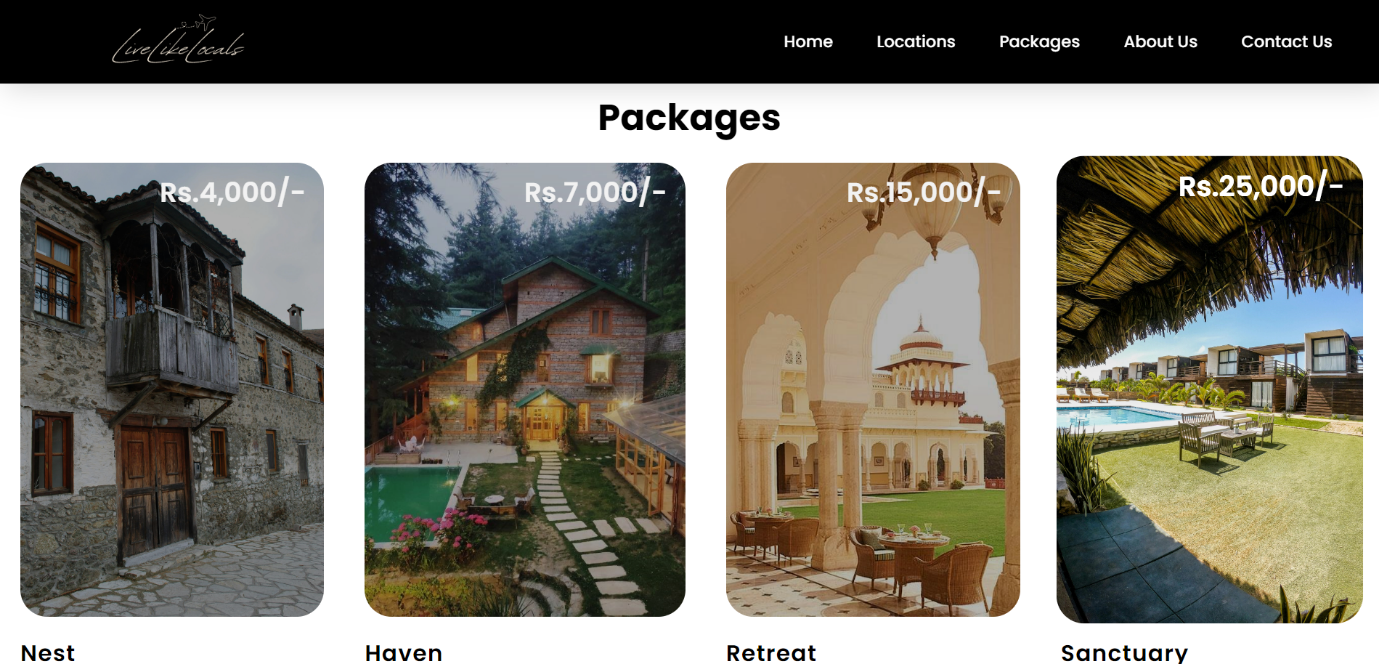 LiveLikeLocals
Home Locations Packages About Us Contact Us
Packages
Rs.4,000/- Rs.7,000/- Rs.15,000/- Rs.25,000/-
Nest Haven Retreat Sanctuary